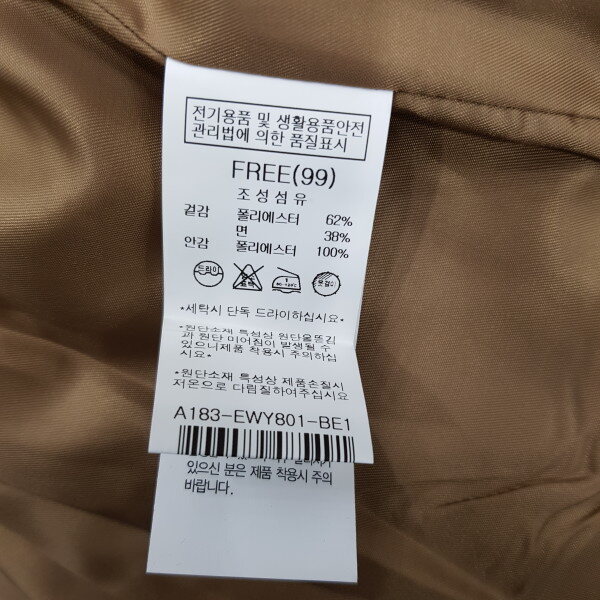 전기용품 및 생활용품안전
관리법에 의한 품질표시
FREE(99)
조성섬유
겉감 폴리에스터 62%
면 38%
안감 폴리에스터 100%
드라이
옷걸이
*세탁시 단독 드라이하십시요*
*원단소재 특성상 원단올뜯김
과 원단 미어짐이 발생될 수
있으니제품 착용시 주의하십
시요*
*원단소재 특성상 제품손질시
저온으로 다림질하여주십시요
A183-EWY801-BE1
있으신 분은 제품 착용시 주의
바랍니다.